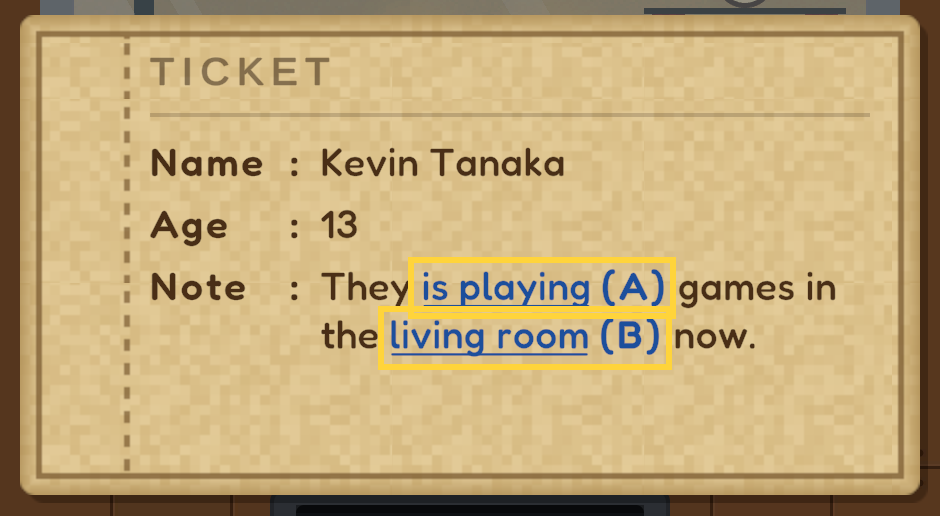 TICKET
Name : Kevin Tanaka
Age : 13
Note : They is playing (A) games in
the living room (B) now.